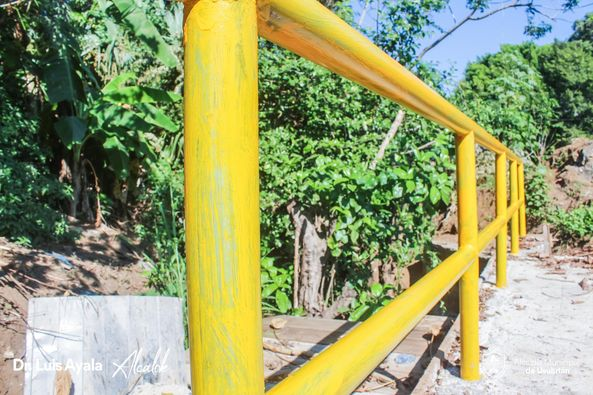 Dr. Luis Ayala Alcalde
Alcaldía Municipal
de Usulután